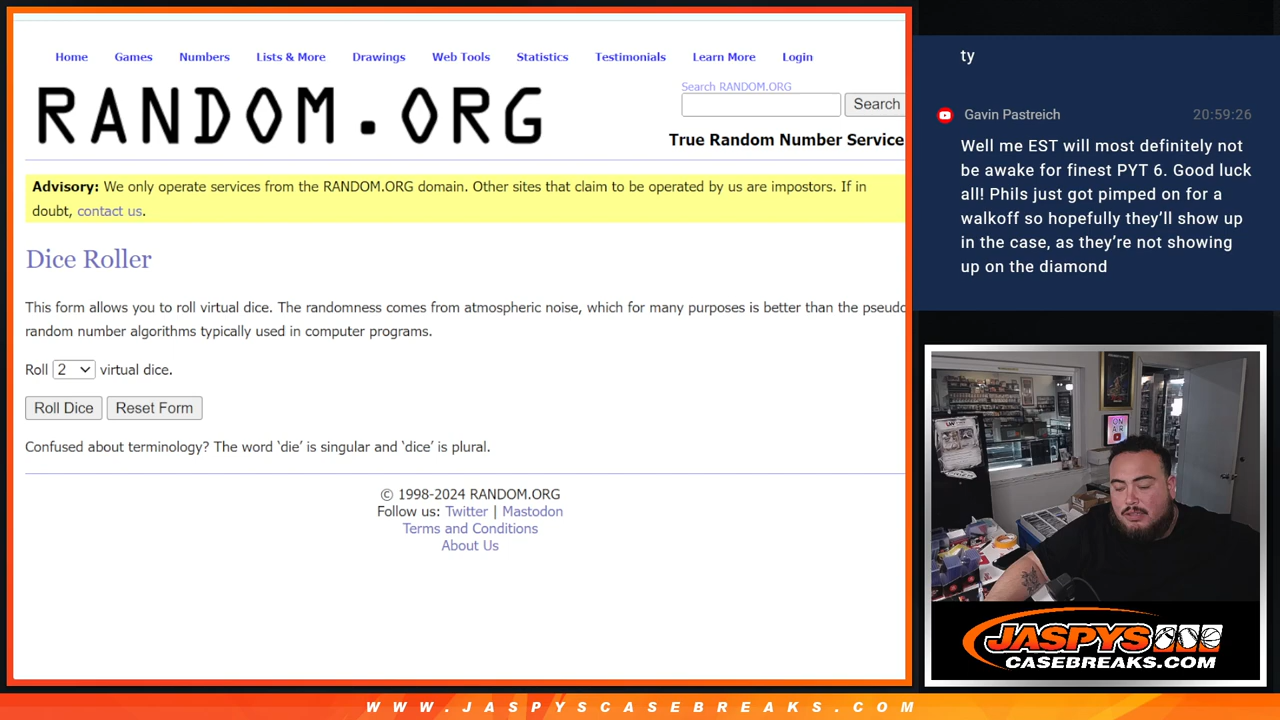 Home Games Numbers Lists & More Drawings Web Tools Statistics Testimonials Learn More Login
RANDOM.ORG
Search RANDOM.ORG
Search
True Random Number Service
Advisory: We only operate services from the RANDOM.ORG domain. Other sites that claim to be operated by us are impostors. If in
doubt, contact us.
Dice Roller
This form allows you to roll virtual dice. The randomness comes from atmospheric noise, which for many purposes is better than the pseudo
random number algorithms typically used in computer programs.
Roll 2 virtual dice.
Roll Dice Reset Form
Confused about terminology? The word ‘die’ is singular and ‘dice’ is plural.
© 1998-2024 RANDOM.ORG
Follow us: Twitter | Mastodon
Terms and Conditions
About Us
ty
Gavin Pastreich 20:59:26
Well me EST will most definitely not
be awake for finest PYT 6. Good luck
all! Phils just got pimped on for a
walkoff so hopefully they’ll show up
in the case, as they’re not showing
up on the diamond
ON
AIR
JASPYS
CASEBREAKS.COM
WWW.JASPYSCASEBREAKS.COM